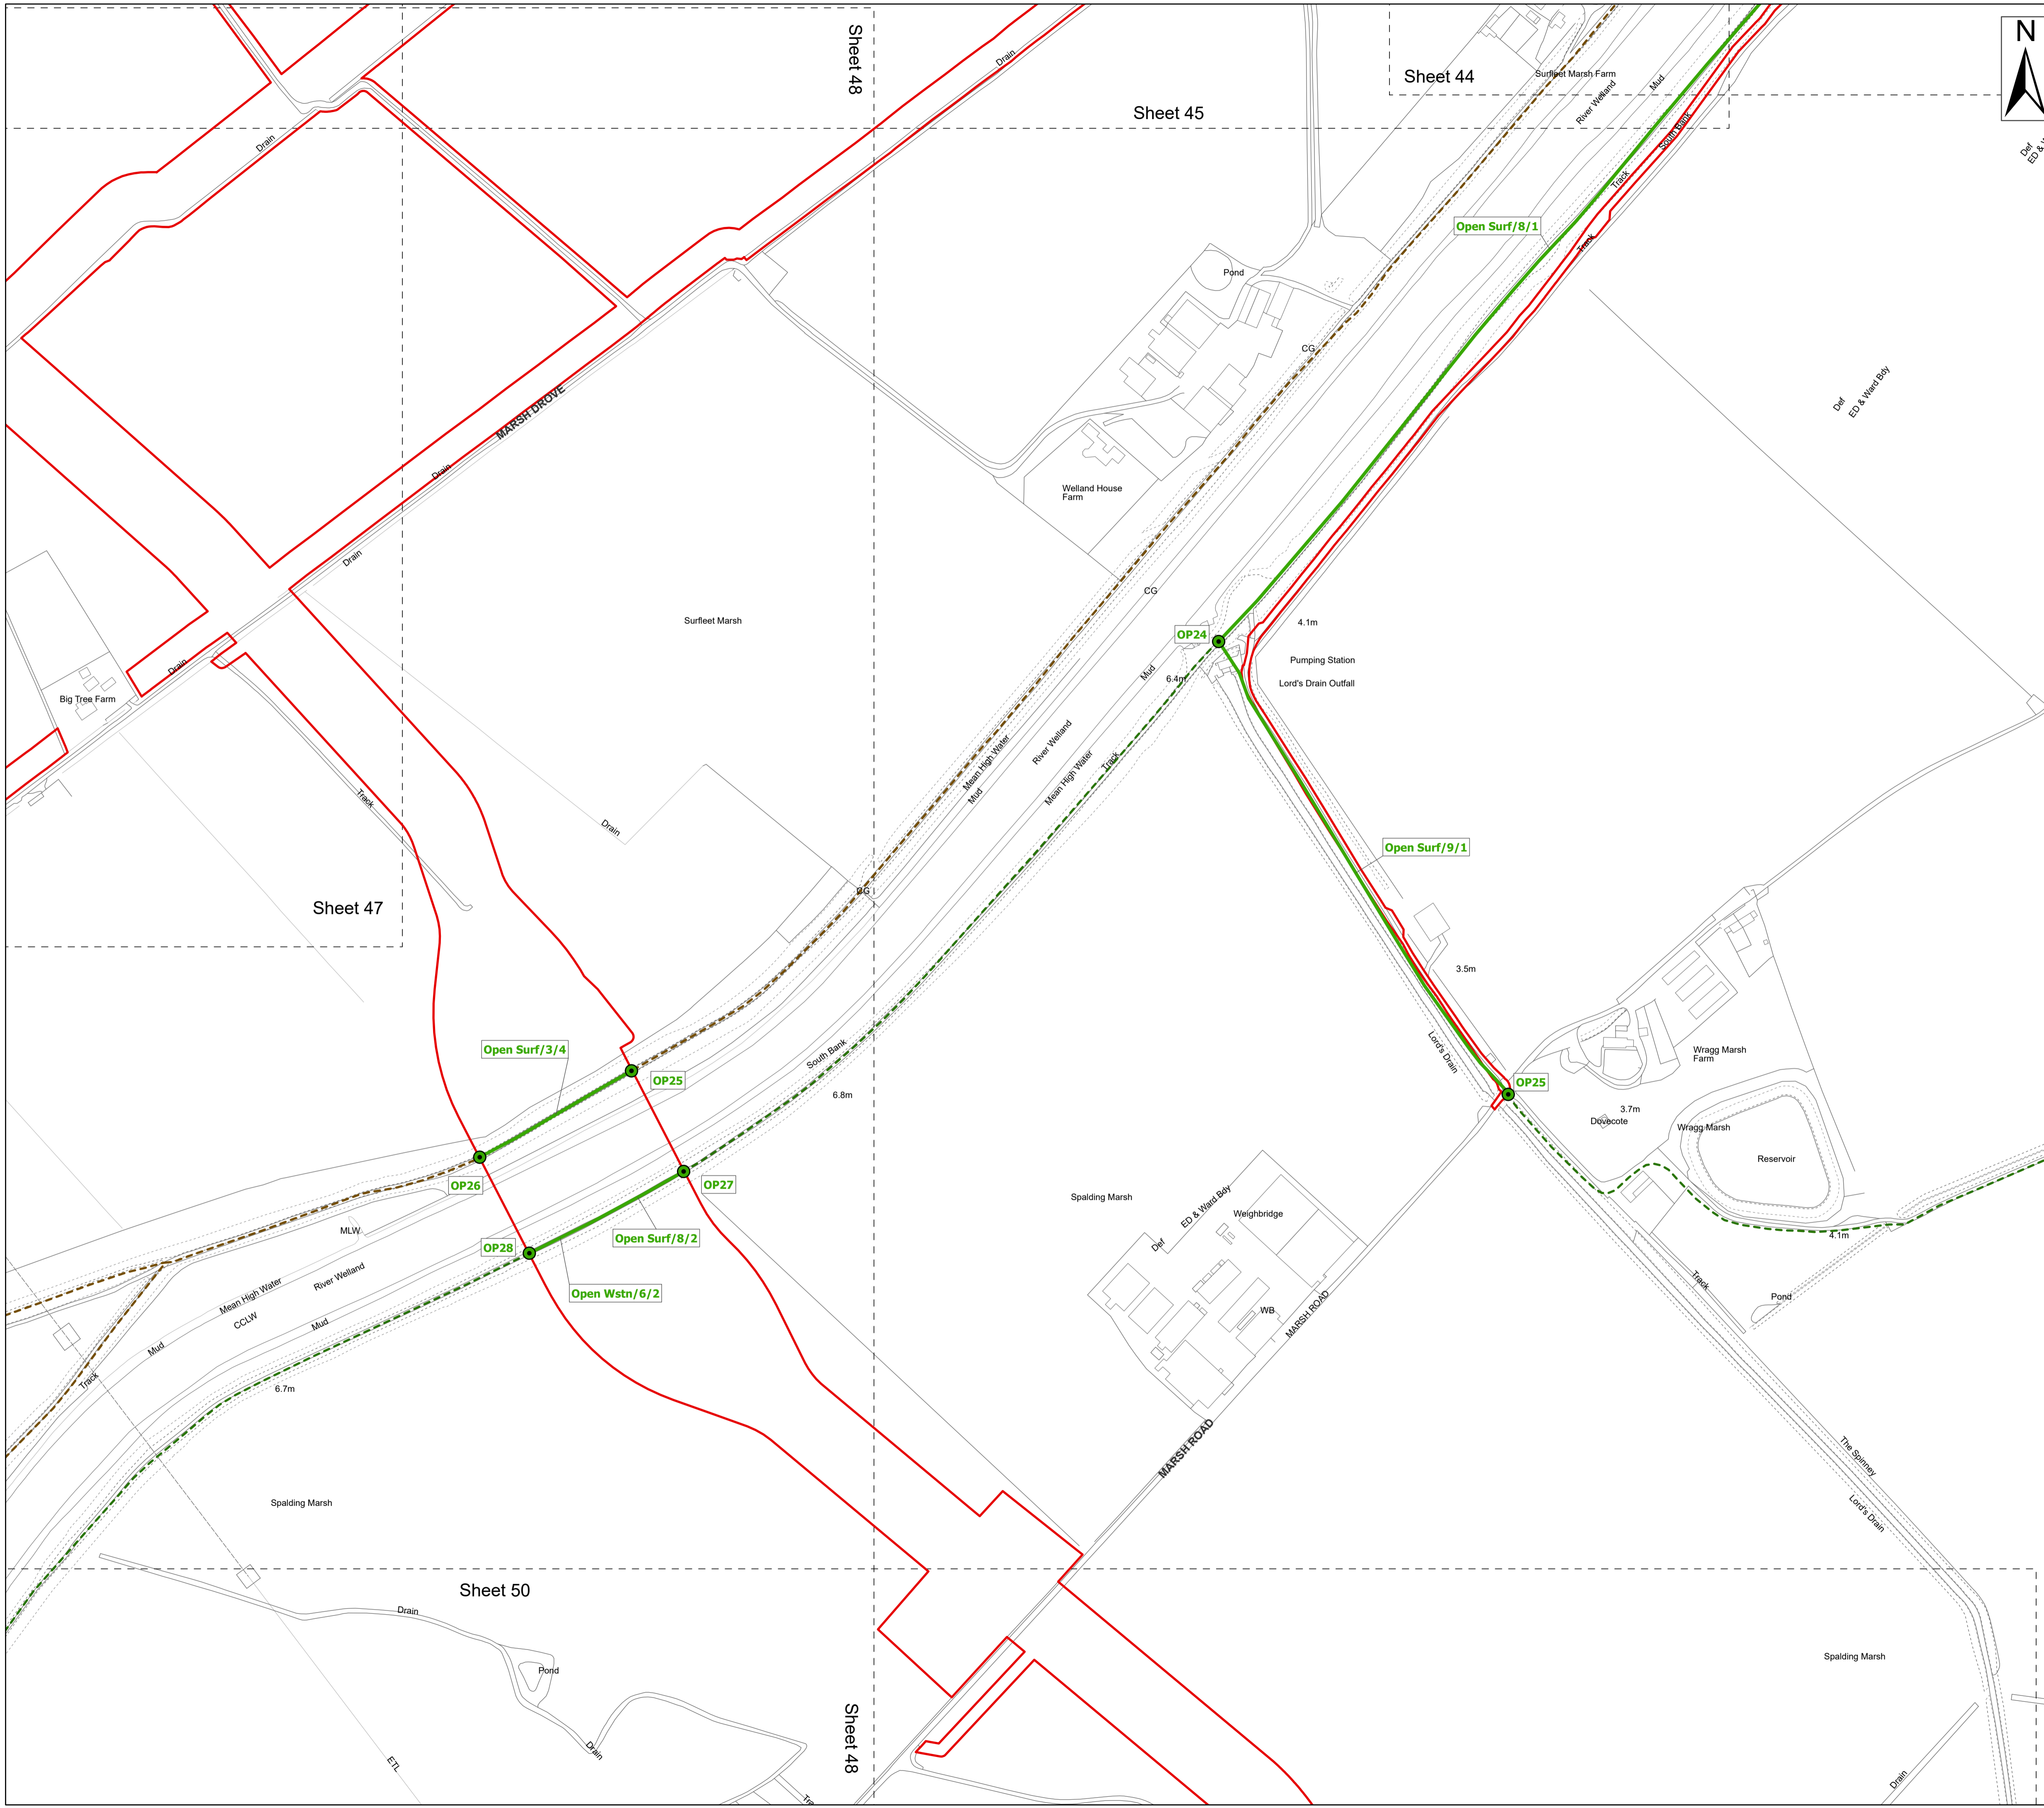 N
Sheet 48
Sheet 44
Sheet 45
Drain
Surfleet Marsh Farm
River Welland
Mud
South Bank
Track
Def
Drain
Open Surf/8/1
Track
Pond
CG
MARSH DROVE
Drain
Def
ED & Ward Bdy
Welland House
Farm
Drain
CG
Surfleet Marsh
OP24
4.1m
Pumping Station
Lord's Drain Outfall
6.4m
Mud
Drain
Big Tree Farm
Track
Mean High Water
Mud
River Welland
Mean High Water
Track
Drain
Open Surf/9/1
CG
Sheet 47
3.5m
Open Surf/3/4
OP25
South Bank
6.8m
Lord's Drain
Wragg Marsh
Farm
OP25
3.7m
Dovecote
Wragg Marsh
Reservoir
OP26
OP27
MLW
OP28
Open Surf/8/2
Open Wstn/6/2
Spalding Marsh
Def
ED & Ward Bdy
Weighbridge
WB
MARSH ROAD
4.1m
Track
Pond
Mean High Water
River Welland
CCLW
Mud
Mud
Track
6.7m
MARSH ROAD
The Spinney
Lord's Drain
Spalding Marsh
Sheet 50
Drain
Pond
Drain
ETL
Sheet 48
Spalding Marsh
Drain